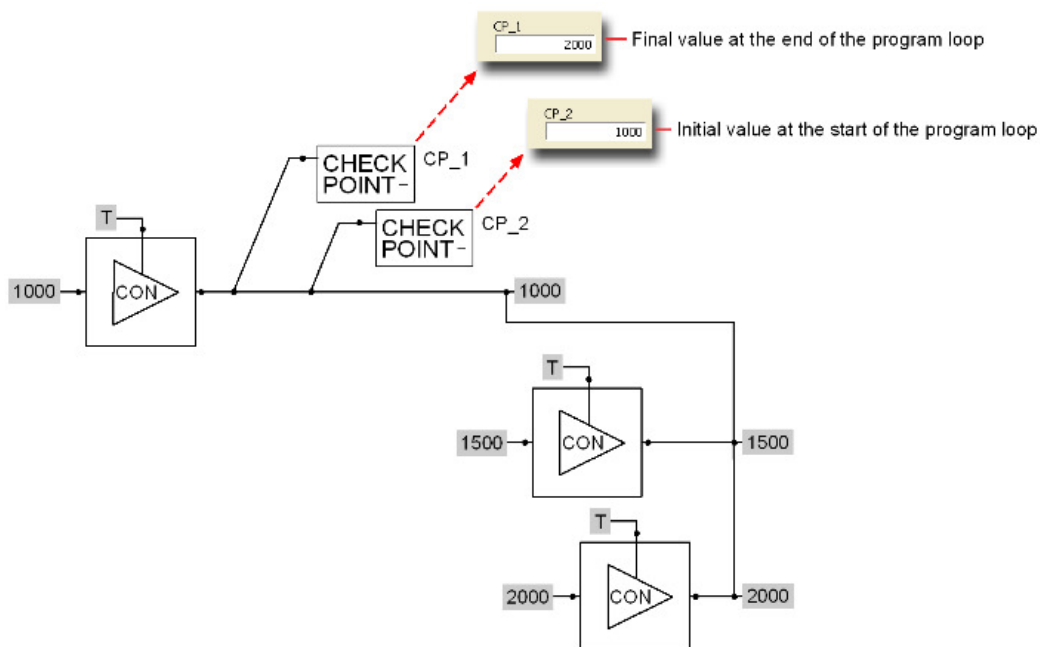 CP_1
2000
Final value at the end of the program loop
CP_2
1000
Initial value at the start of the program loop
CHECK
POINT-
CP_1
CHECK
POINT-
CP_2
T
1000
CON
1000
T
1500
CON
1500
T
2000
CON
2000